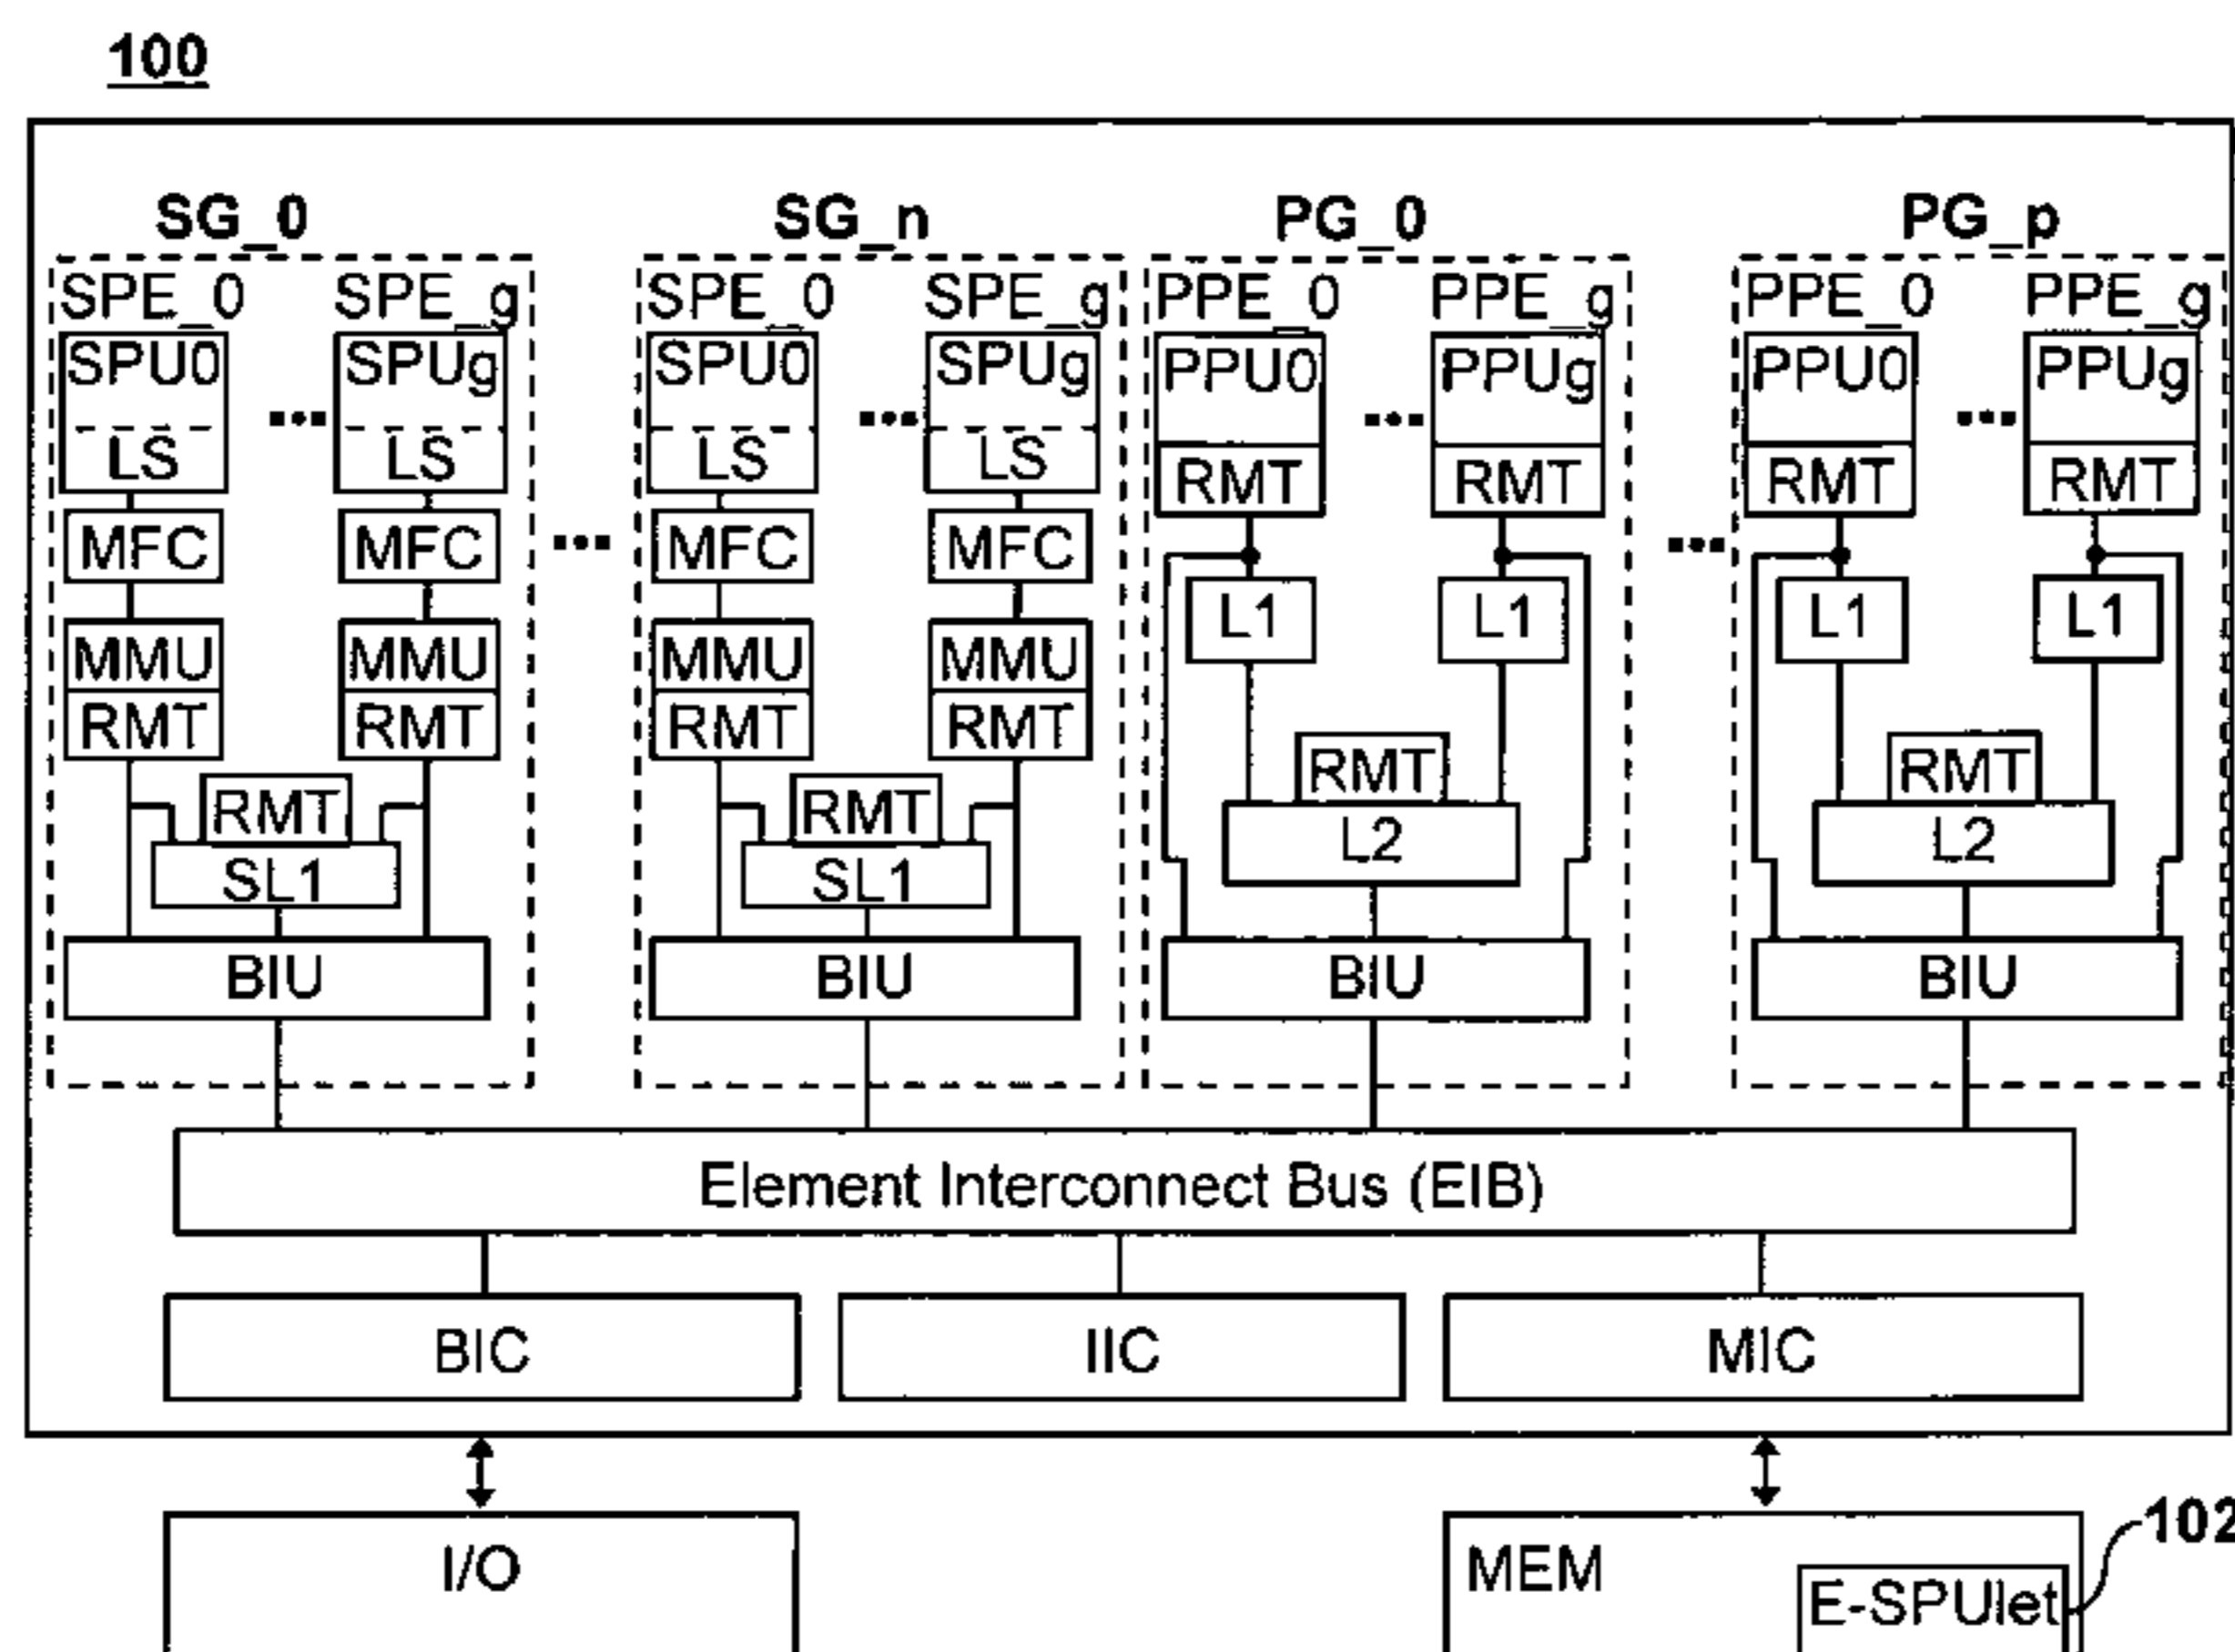 100
SG_0 SG_n PG_0 PG_p
SPE_0 SPE_g SPE_0 SPE_g PPE_0 PPE_g PPE_0 PPE_g
SPU0 SPUg SPU0 SPUg PPU0 PPUg PPU0 PPUg
LS LS LS LS RMT RMT RMT RMT
MFC MFC MFC MFC
L1 L1 L1 L1
MMU MMU MMU MMU
RMT RMT RMT RMT
RMT RMT
RMT RMT
L2 L2
SL1 SL1
BIU BIU BIU BIU
Element Interconnect Bus (EIB)
BIC IIC MIC
102
I/O MEM
E-SPUlet